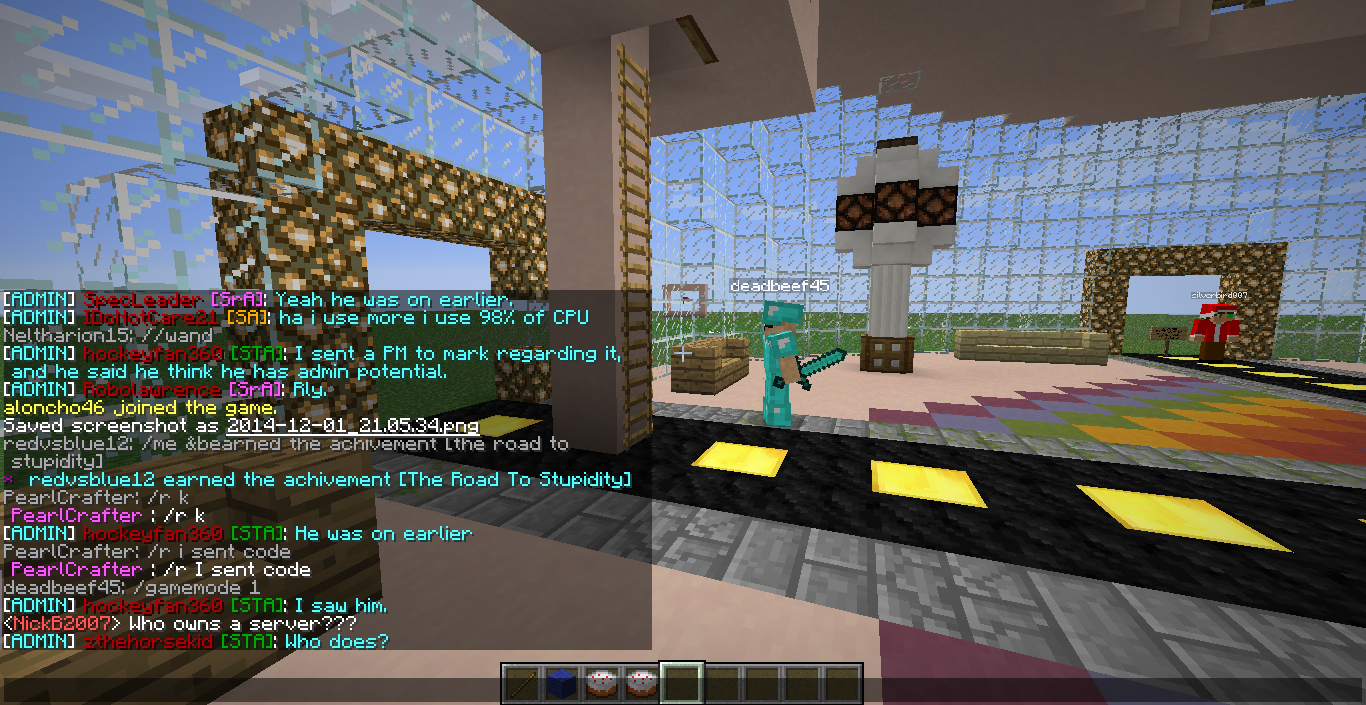 [ADMIN] SpecLeader [SrA]: Yeah he was on earlier.
[ADMIN] IDoNotCare21 [SA]: ha i use more i use 98% of CPU
Neltharion15: //wand
[ADMIN] hockeyfan360 [STA]: I sent a PM to mark regarding it,
and he said he think he has admin potential.
[ADMIN] Robolawrence [SrA]: Rly.
aloncho46 joined the game.
Saved screenshot as 2014-12-01_21.05.34.png
redvsblue12: /me &bearned the achivement [the road to
stupidity]
* redvsblue12 earned the achivement [The Road To Stupidity]
PearlCrafter: /r k
PearlCrafter : /r k
[ADMIN] hockeyfan360 [STA]: He was on earlier
PearlCrafter: /r i sent code
PearlCrafter : /r I sent code
deadbeef45: /gamemode 1
[ADMIN] hockeyfan360 [STA]: I saw him.
<NickB2007> Who owns a server???
[ADMIN] zthehorsekid [STA]: Who does?
deadbeef45
silverbird007